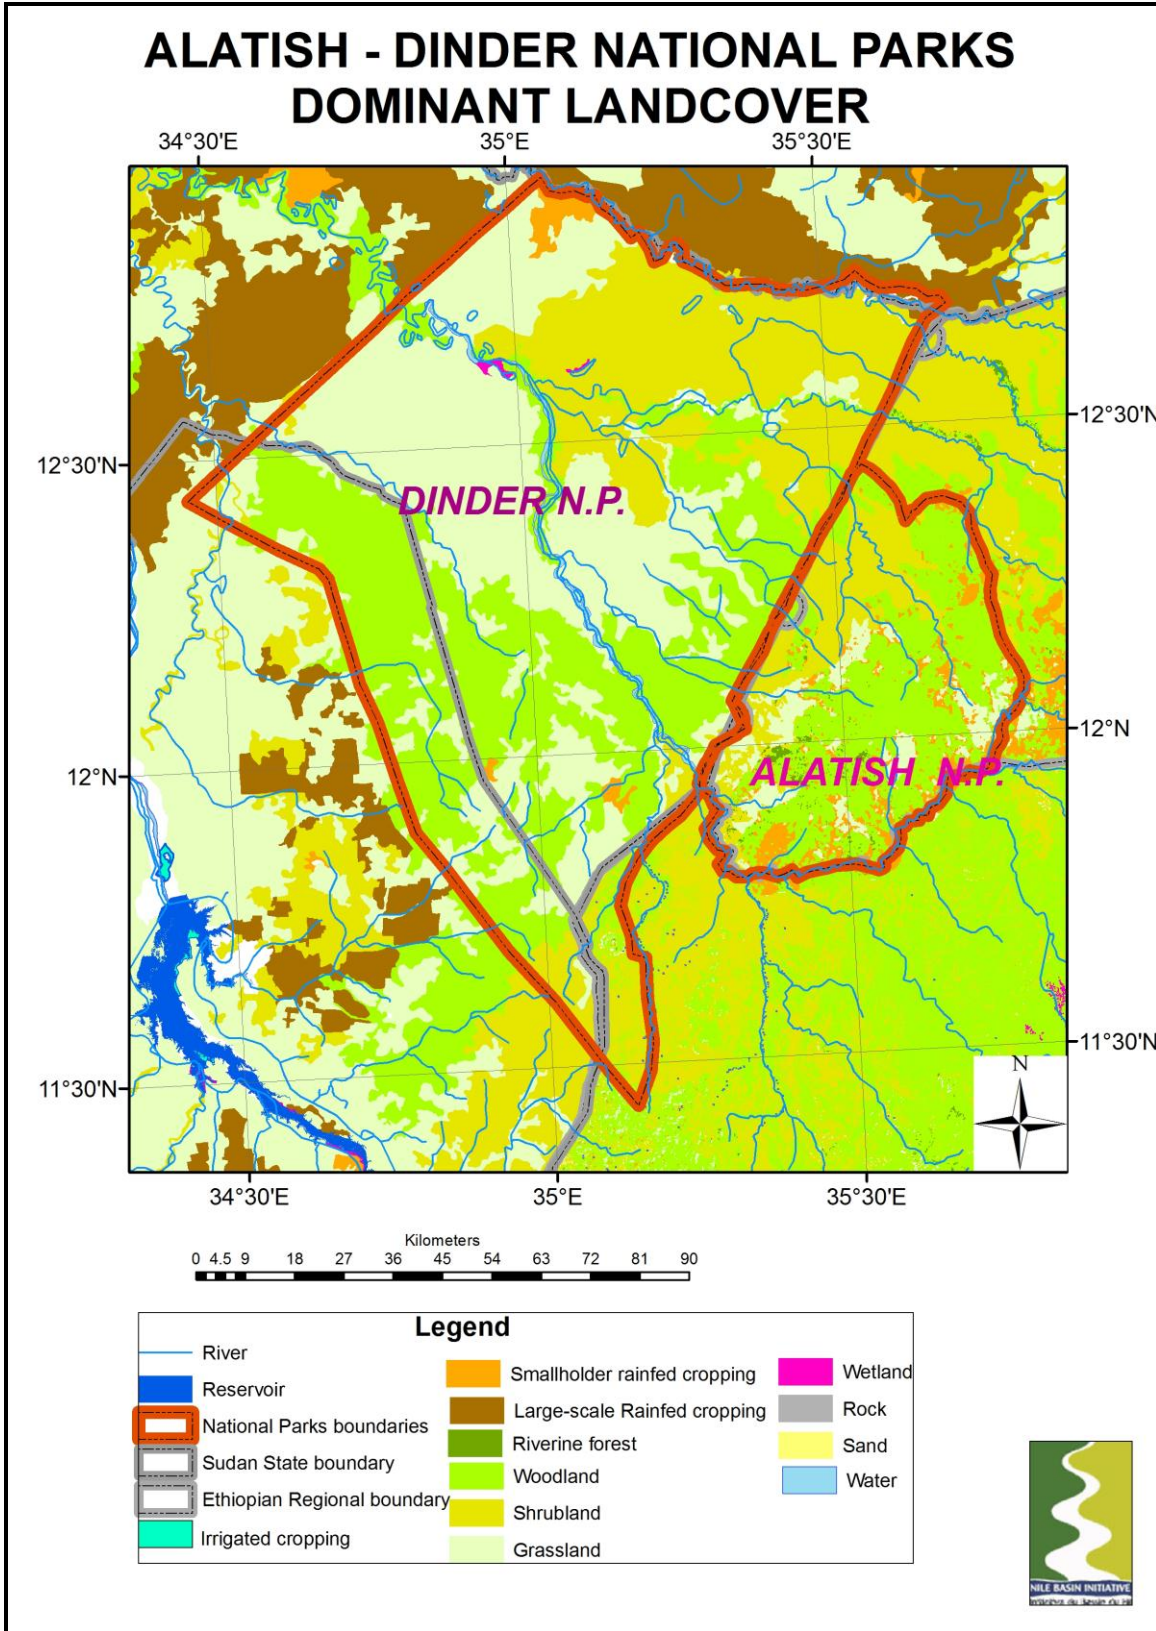 ALATISH - DINDER NATIONAL PARKS
DOMINANT LANDCOVER
34°30'E 35°E 35°30'E
12°30'N
12°30'N
DINDER N.P.
12°N
12°N
ALATISH N.P.
11°30'N
11°30'N
N
34°30'E 35°E 35°30'E
Kilometers
0 4.5 9 18 27 36 45 54 63 72 81 90
Legend
River
Reservoir
National Parks boundaries
Sudan State boundary
Ethiopian Regional boundary
Irrigated cropping
Smallholder rainfed cropping
Large-scale Rainfed cropping
Riverine forest
Woodland
Shrubland
Grassland
Wetland
Rock
Sand
Water
NILE BASIN INITIATIVE